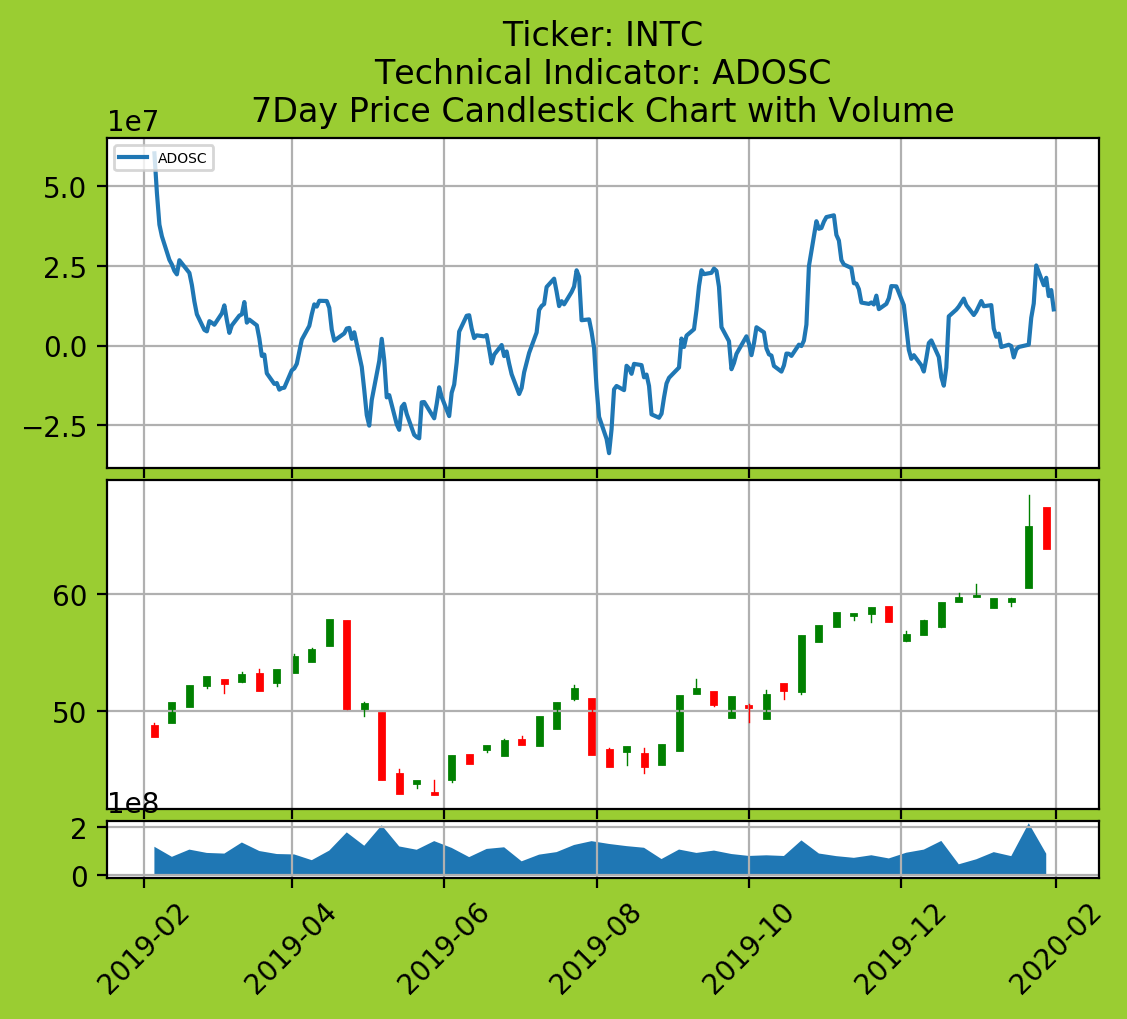 Ticker: INTC
Technical Indicator: ADOSC
7Day Price Candlestick Chart with Volume
1e7
ADOSC
5.0
2.5
0.0
−2.5
60
50
1e8
2
0
2019-02
2019-04
2019-06
2019-08
2019-10
2019-12
2020-02